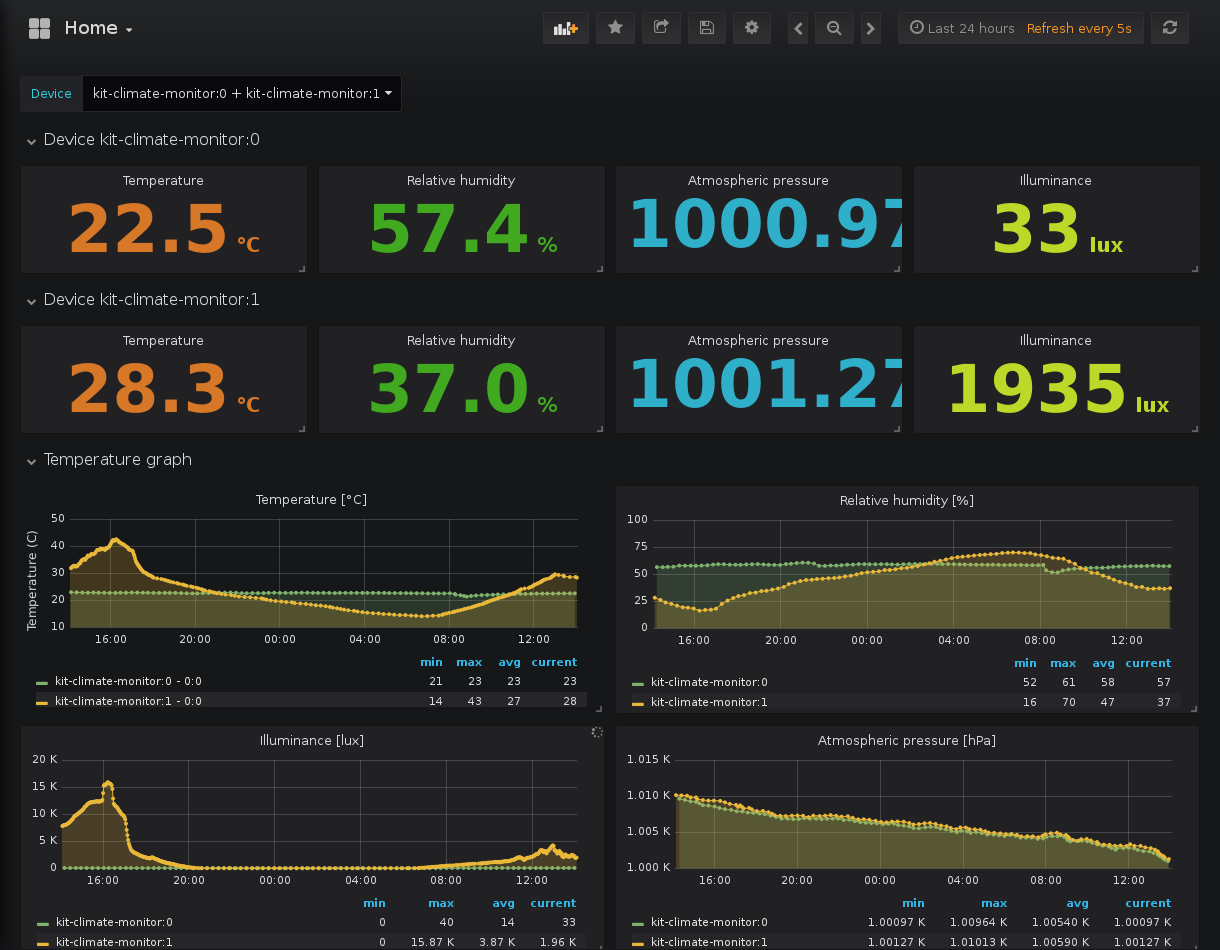 Home
Last 24 hours Refresh every 5s
Device kit-climate-monitor:0 + kit-climate-monitor:1
Device kit-climate-monitor:0
Temperature Relative humidity Atmospheric pressure Illuminance
22.5 °C 57.4 % 1000.97 33 lux
Device kit-climate-monitor:1
Temperature Relative humidity Atmospheric pressure Illuminance
28.3 °C 37.0 % 1001.27 1935 lux
Temperature graph
Temperature [°C]
Temperature (C)
50
40
30
20
10
16:00 20:00 00:00 04:00 08:00 12:00
min max avg current
kit-climate-monitor:0 - 0:0 21 23 23 23
kit-climate-monitor:1 - 0:0 14 43 27 28
Relative humidity [%]
100
75
50
25
0
16:00 20:00 00:00 04:00 08:00 12:00
min max avg current
kit-climate-monitor:0 52 61 58 57
kit-climate-monitor:1 16 70 47 37
Illuminance [lux]
20 K
15 K
10 K
5 K
0
16:00 20:00 00:00 04:00 08:00 12:00
min max avg current
kit-climate-monitor:0 0 40 14 33
kit-climate-monitor:1 0 15.87 K 3.87 K 1.96 K
Atmospheric pressure [hPa]
1.015 K
1.010 K
1.005 K
1.000 K
16:00 20:00 00:00 04:00 08:00 12:00
min max avg current
kit-climate-monitor:0 1.00097 K 1.00964 K 1.00540 K 1.00097 K
kit-climate-monitor:1 1.00127 K 1.01013 K 1.00590 K 1.00127 K